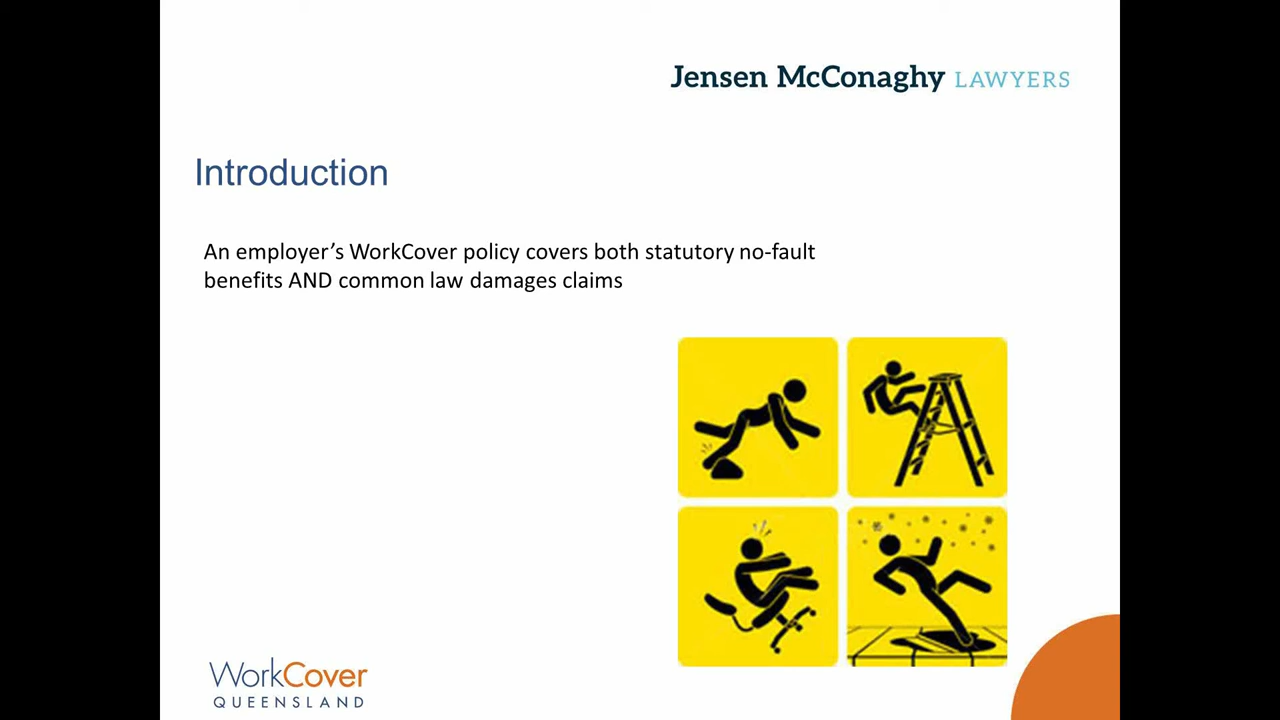 Jensen McConaghy LAWYERS
Introduction
An employer’s WorkCover policy covers both statutory no-fault
benefits AND common law damages claims
WorkCover
QUEENSLAND